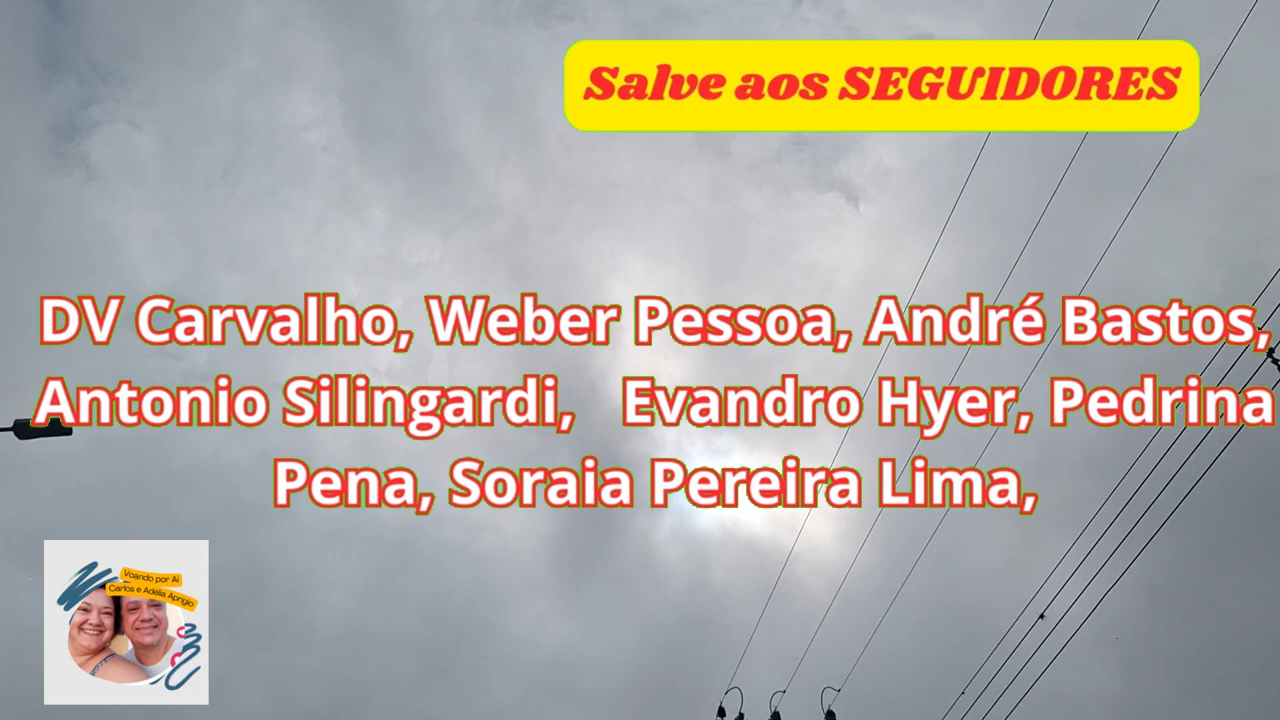 Salve aos SEGUIDORES
DV Carvalho, Weber Pessoa, André Bastos,
Antonio Silingardi, Evandro Hyer, Pedrina
Pena, Soraia Pereira Lima,
Voando por Ai
Carlos e Adélia Aprigio